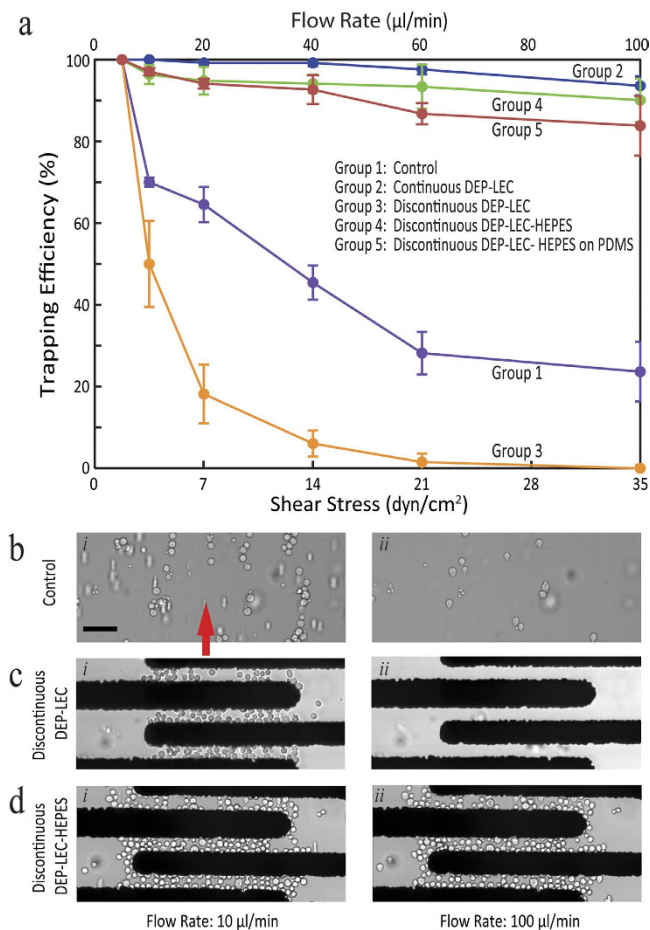 a
Flow Rate (µl/min)
0 20 40 60 100
100
80
60
40
20
0
Trapping Efficiency (%)
Group 2
Group 4
Group 5
Group 1: Control
Group 2: Continuous DEP-LEC
Group 3: Discontinuous DEP-LEC
Group 4: Discontinuous DEP-LEC-HEPES
Group 5: Discontinuous DEP-LEC- HEPES on PDMS
Group 1
Group 3
0 7 14 21 28 35
Shear Stress (dyn/cm²)
b
Control
i
ii
c
Discontinuous
DEP-LEC
i
ii
d
Discontinuous
DEP-LEC-HEPES
i
ii
Flow Rate: 10 µl/min
Flow Rate: 100 µl/min